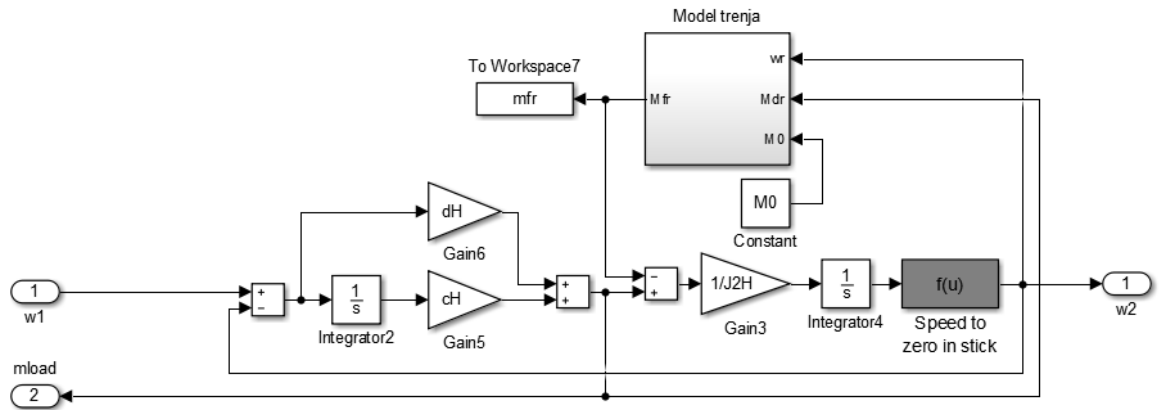 Model trenja
To Workspace7
mfr
wr
Mfr
Mdr
M0
M0
Constant
dH
Gain6
1
w1
+
−
1
s
Integrator2
cH
Gain5
+
+
−
+
1/J2H
Gain3
1
s
Integrator4
f(u)
Speed to
zero in stick
1
w2
mload
2